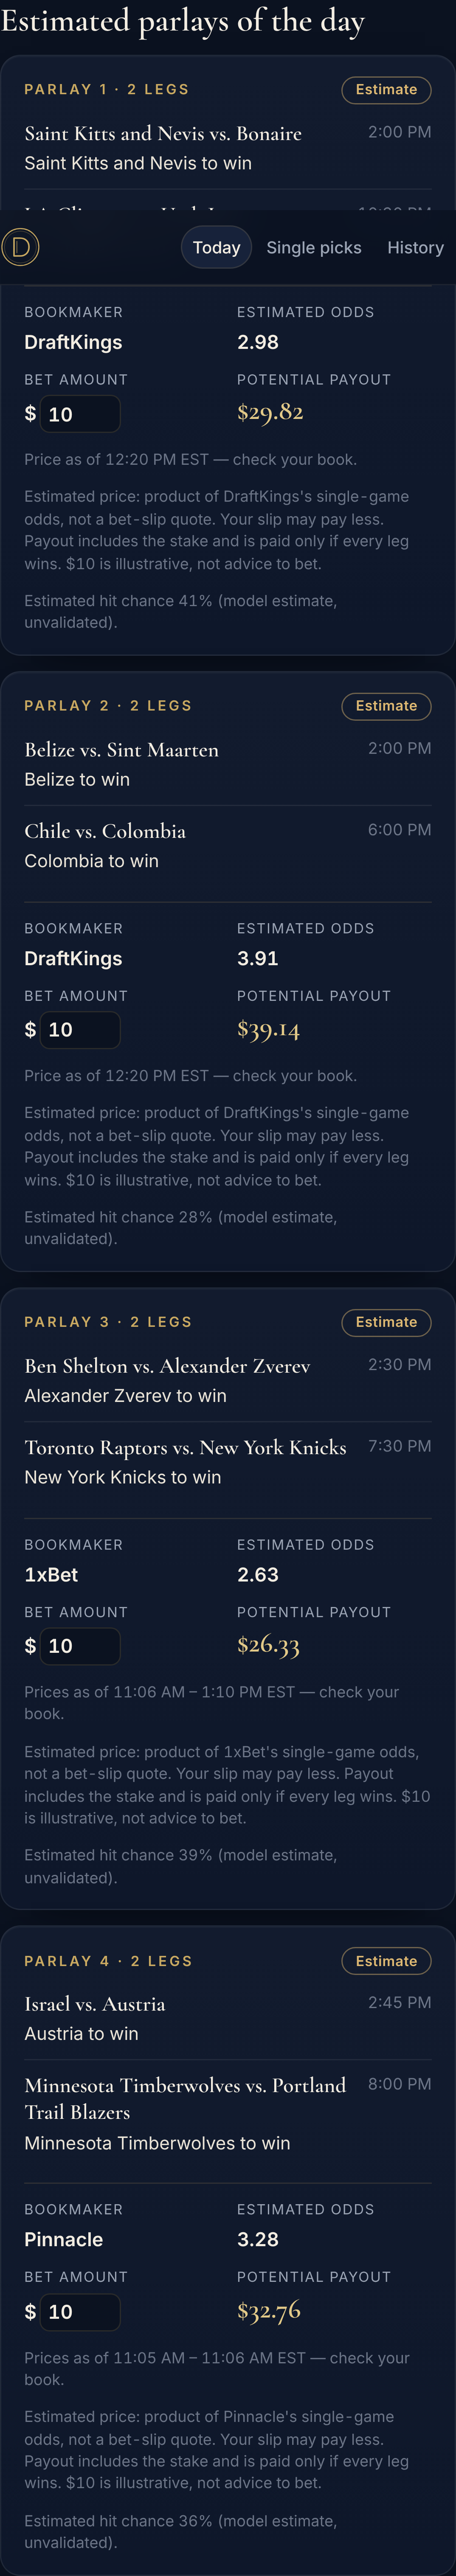 Estimated parlays of the day
PARLAY 1 · 2 LEGS
Estimate
Saint Kitts and Nevis vs. Bonaire
2:00 PM
Saint Kitts and Nevis to win
D
Today
Single picks
History
BOOKMAKER
ESTIMATED ODDS
DraftKings
2.98
BET AMOUNT
POTENTIAL PAYOUT
$ 10
$29.82
Price as of 12:20 PM EST — check your book.
Estimated price: product of DraftKings's single-game
odds, not a bet-slip quote. Your slip may pay less.
Payout includes the stake and is paid only if every leg
wins. $10 is illustrative, not advice to bet.
Estimated hit chance 41% (model estimate,
unvalidated).
PARLAY 2 · 2 LEGS
Estimate
Belize vs. Sint Maarten
2:00 PM
Belize to win
Chile vs. Colombia
6:00 PM
Colombia to win
BOOKMAKER
ESTIMATED ODDS
DraftKings
3.91
BET AMOUNT
POTENTIAL PAYOUT
$ 10
$39.14
Price as of 12:20 PM EST — check your book.
Estimated price: product of DraftKings's single-game
odds, not a bet-slip quote. Your slip may pay less.
Payout includes the stake and is paid only if every leg
wins. $10 is illustrative, not advice to bet.
Estimated hit chance 28% (model estimate,
unvalidated).
PARLAY 3 · 2 LEGS
Estimate
Ben Shelton vs. Alexander Zverev
2:30 PM
Alexander Zverev to win
Toronto Raptors vs. New York Knicks
7:30 PM
New York Knicks to win
BOOKMAKER
ESTIMATED ODDS
1xBet
2.63
BET AMOUNT
POTENTIAL PAYOUT
$ 10
$26.33
Prices as of 11:06 AM – 1:10 PM EST — check your
book.
Estimated price: product of 1xBet's single-game odds,
not a bet-slip quote. Your slip may pay less. Payout
includes the stake and is paid only if every leg wins. $10
is illustrative, not advice to bet.
Estimated hit chance 39% (model estimate,
unvalidated).
PARLAY 4 · 2 LEGS
Estimate
Israel vs. Austria
2:45 PM
Austria to win
Minnesota Timberwolves vs. Portland
Trail Blazers
8:00 PM
Minnesota Timberwolves to win
BOOKMAKER
ESTIMATED ODDS
Pinnacle
3.28
BET AMOUNT
POTENTIAL PAYOUT
$ 10
$32.76
Prices as of 11:05 AM – 11:06 AM EST — check your
book.
Estimated price: product of Pinnacle's single-game
odds, not a bet-slip quote. Your slip may pay less.
Payout includes the stake and is paid only if every leg
wins. $10 is illustrative, not advice to bet.
Estimated hit chance 36% (model estimate,
unvalidated).